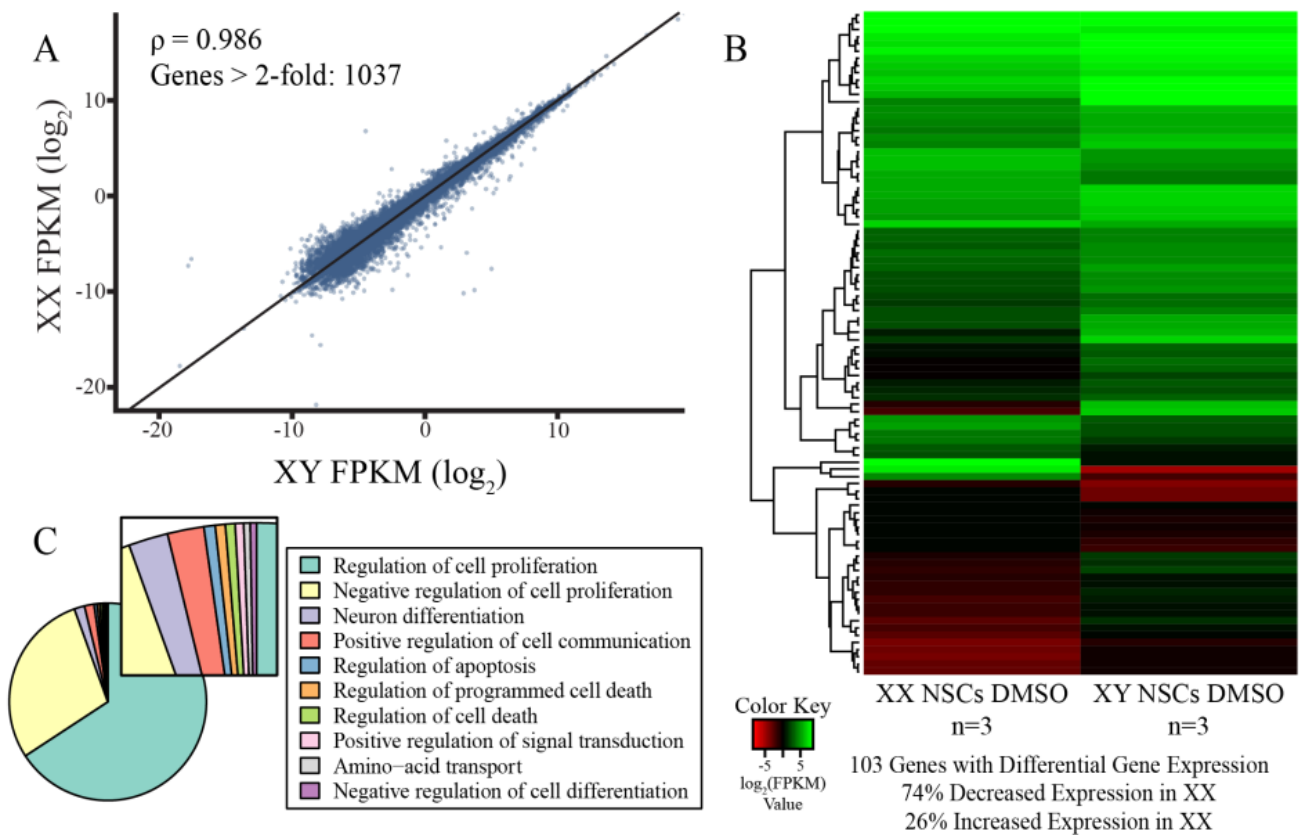 A
ρ = 0.986
Genes > 2-fold: 1037
XX FPKM (log2)
10
0
-10
-20
-20
-10
0
10
XY FPKM (log2)
B
XX NSCs DMSO
n=3
XY NSCs DMSO
n=3
Color Key
-5
5
log2(FPKM)
Value
103 Genes with Differential Gene Expression
74% Decreased Expression in XX
26% Increased Expression in XX
C
Regulation of cell proliferation
Negative regulation of cell proliferation
Neuron differentiation
Positive regulation of cell communication
Regulation of apoptosis
Regulation of programmed cell death
Regulation of cell death
Positive regulation of signal transduction
Amino−acid transport
Negative regulation of cell differentiation